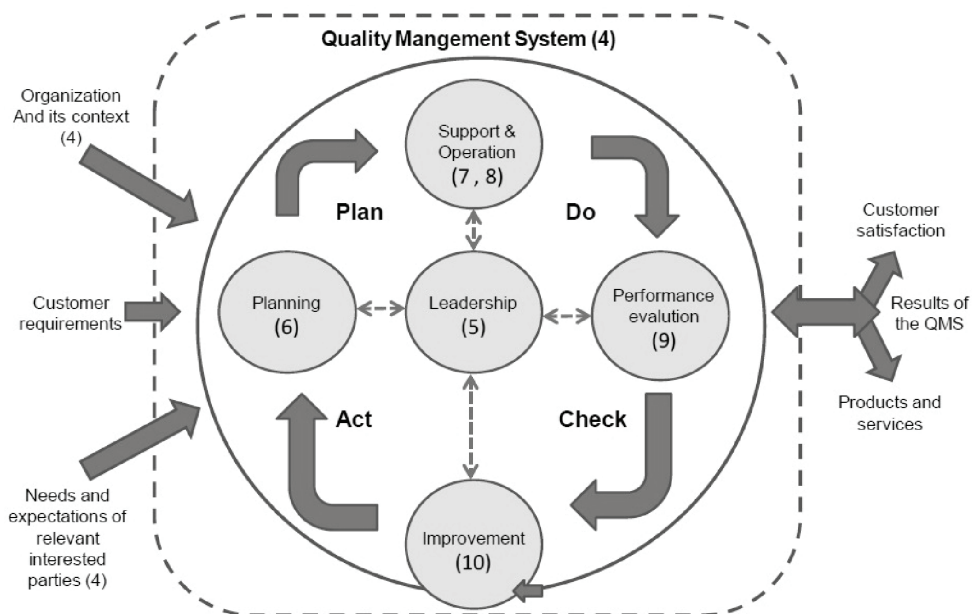 Quality Mangement System (4)
Organization
And its context
(4)
Support &
Operation
(7 , 8)
Plan
Do
Customer
satisfaction
Customer
requirements
Planning
(6)
Leadership
(5)
Performance
evalution
(9)
Results of
the QMS
Act
Check
Products and
services
Needs and
expectations of
relevant
interested
parties (4)
Improvement
(10)